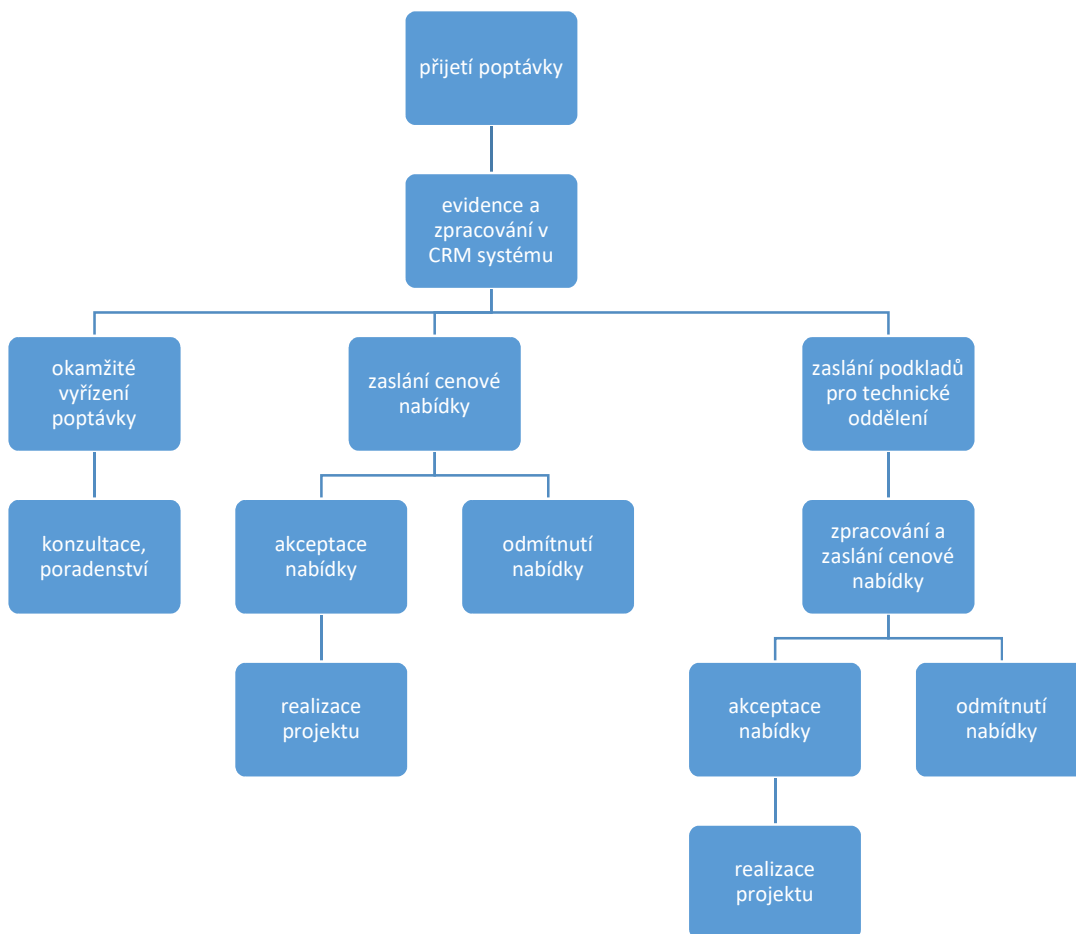 přijetí poptávky
evidence a
zpracování v
CRM systému
okamžité
vyřízení
poptávky
zaslání cenové
nabídky
zaslání podkladů
pro technické
oddělení
konzultace,
poradenství
akceptace
nabídky
odmítnutí
nabídky
zpracování a
zaslání cenové
nabídky
realizace
projektu
akceptace
nabídky
odmítnutí
nabídky
realizace
projektu